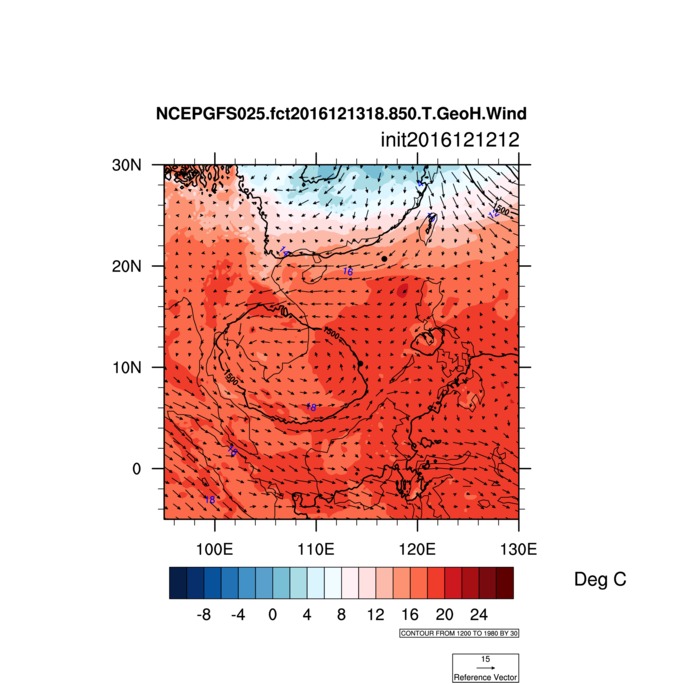 NCEPGFS025.fct2016121318.850.T.GeoH.Wind
init2016121212
30N
1500
12
20N
16
1500
10N
1500
18
0
18
100E
110E
120E
130E
Deg C
-8
-4
0
4
8
12
16
20
24
CONTOUR FROM 1200 TO 1980 BY 30
15
Reference Vector